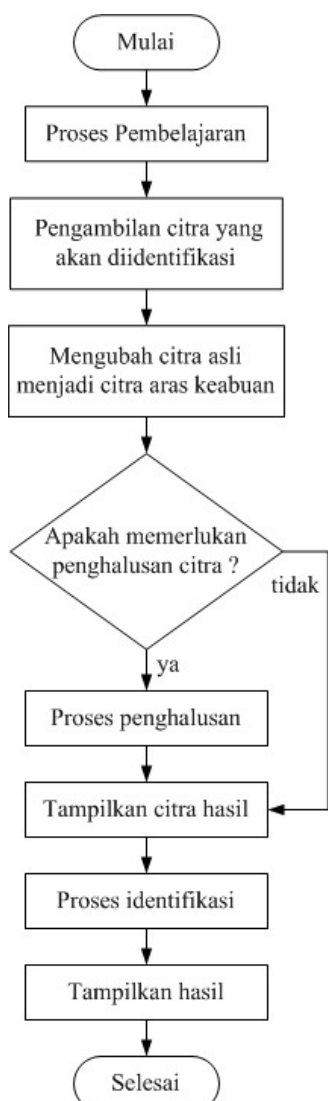 Mulai
Proses Pembelajaran
Pengambilan citra yang
akan diidentifikasi
Mengubah citra asli
menjadi citra aras keabuan
Apakah memerlukan
penghalusan citra ?
tidak
ya
Proses penghalusan
Tampilkan citra hasil
Proses identifikasi
Tampilkan hasil
Selesai